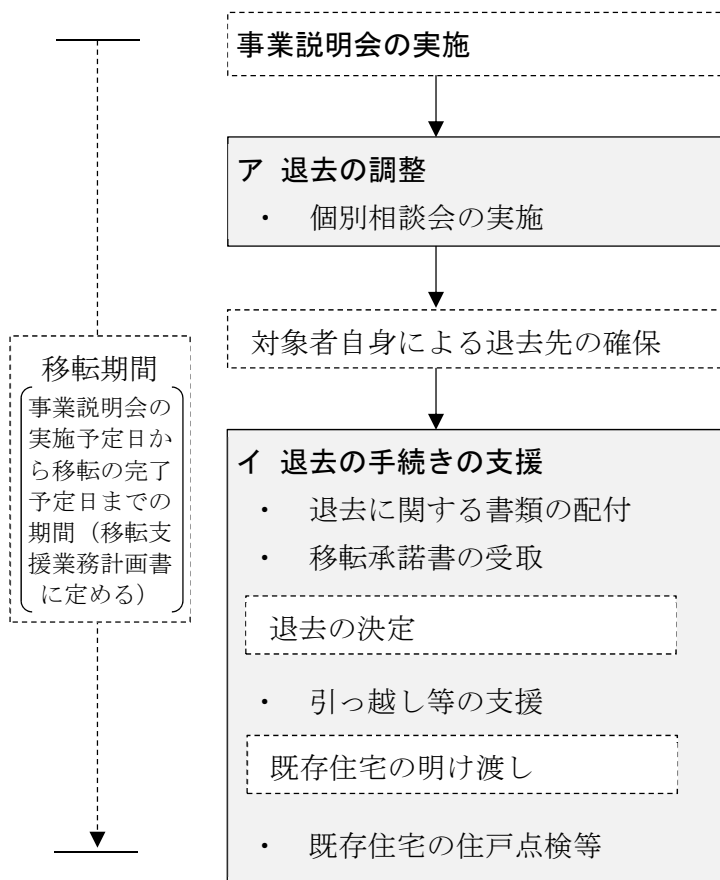 事業説明会の実施
ア 退去の調整
・ 個別相談会の実施
対象者自身による退去先の確保
移転期間
事業説明会の
実施予定日か
ら移転の完了
予定日までの
期間（移転支
援業務計画書
に定める）
イ 退去の手続きの支援
・ 退去に関する書類の配付
・ 移転承諾書の受取
退去の決定
・ 引っ越し等の支援
既存住宅の明け渡し
・ 既存住宅の住戸点検等